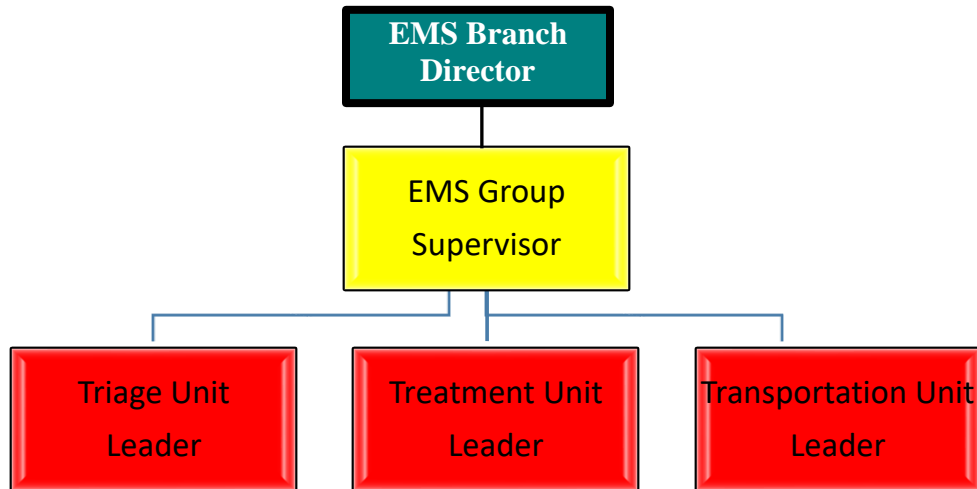 EMS Branch
Director
EMS Group
Supervisor
Triage Unit
Leader
Treatment Unit
Leader
Transportation Unit
Leader